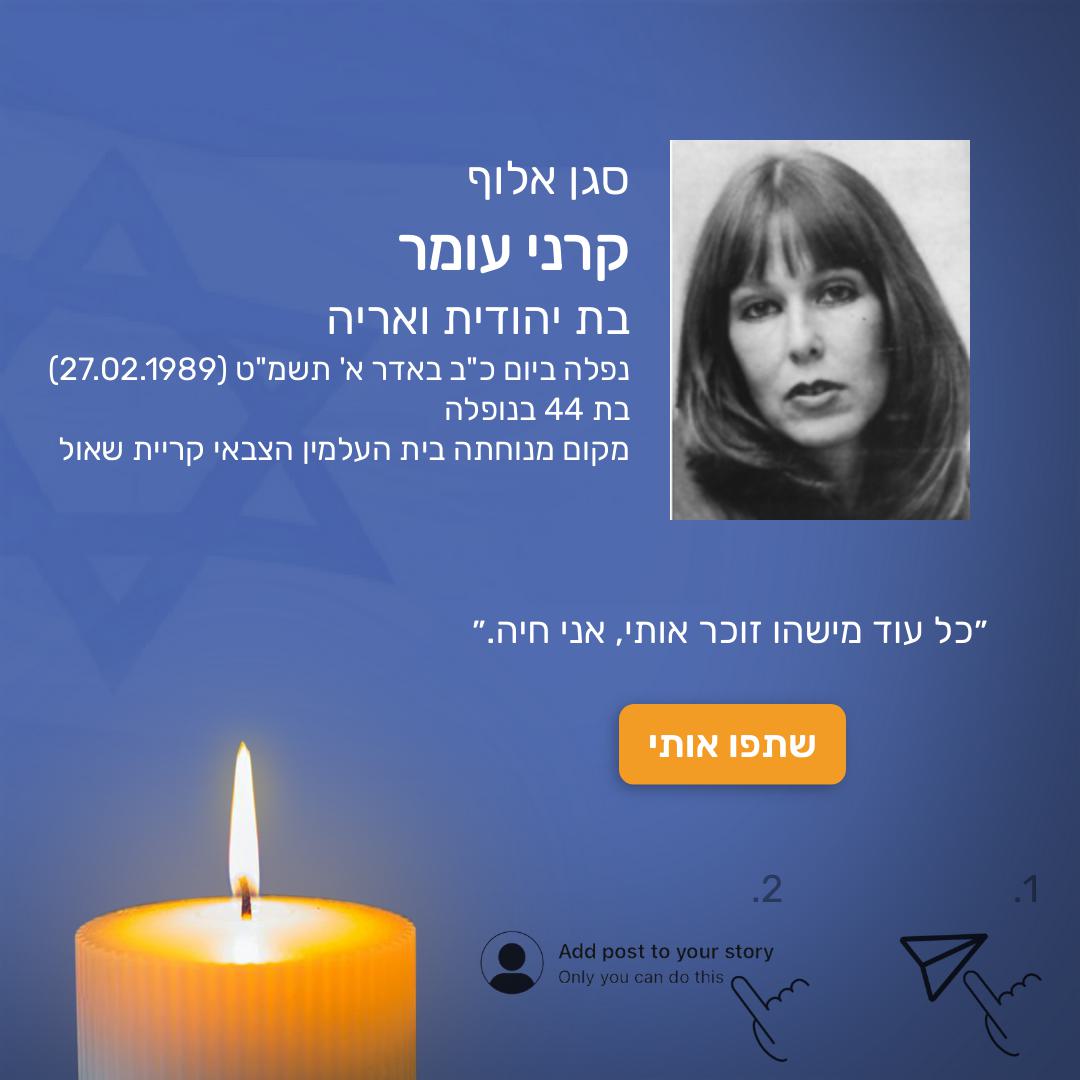 סגן אלוף
קרני עומר
בת יהודית ואריה
נפלה ביום כ"ב באדר א' תשמ"ט (27.02.1989)
בת 44 בנופלה
מקום מנוחתה בית העלמין הצבאי קריית שאול
״כל עוד מישהו זוכר אותי, אני חיה.״
שתפו אותי
1.
2.
Add post to your story
Only you can do this